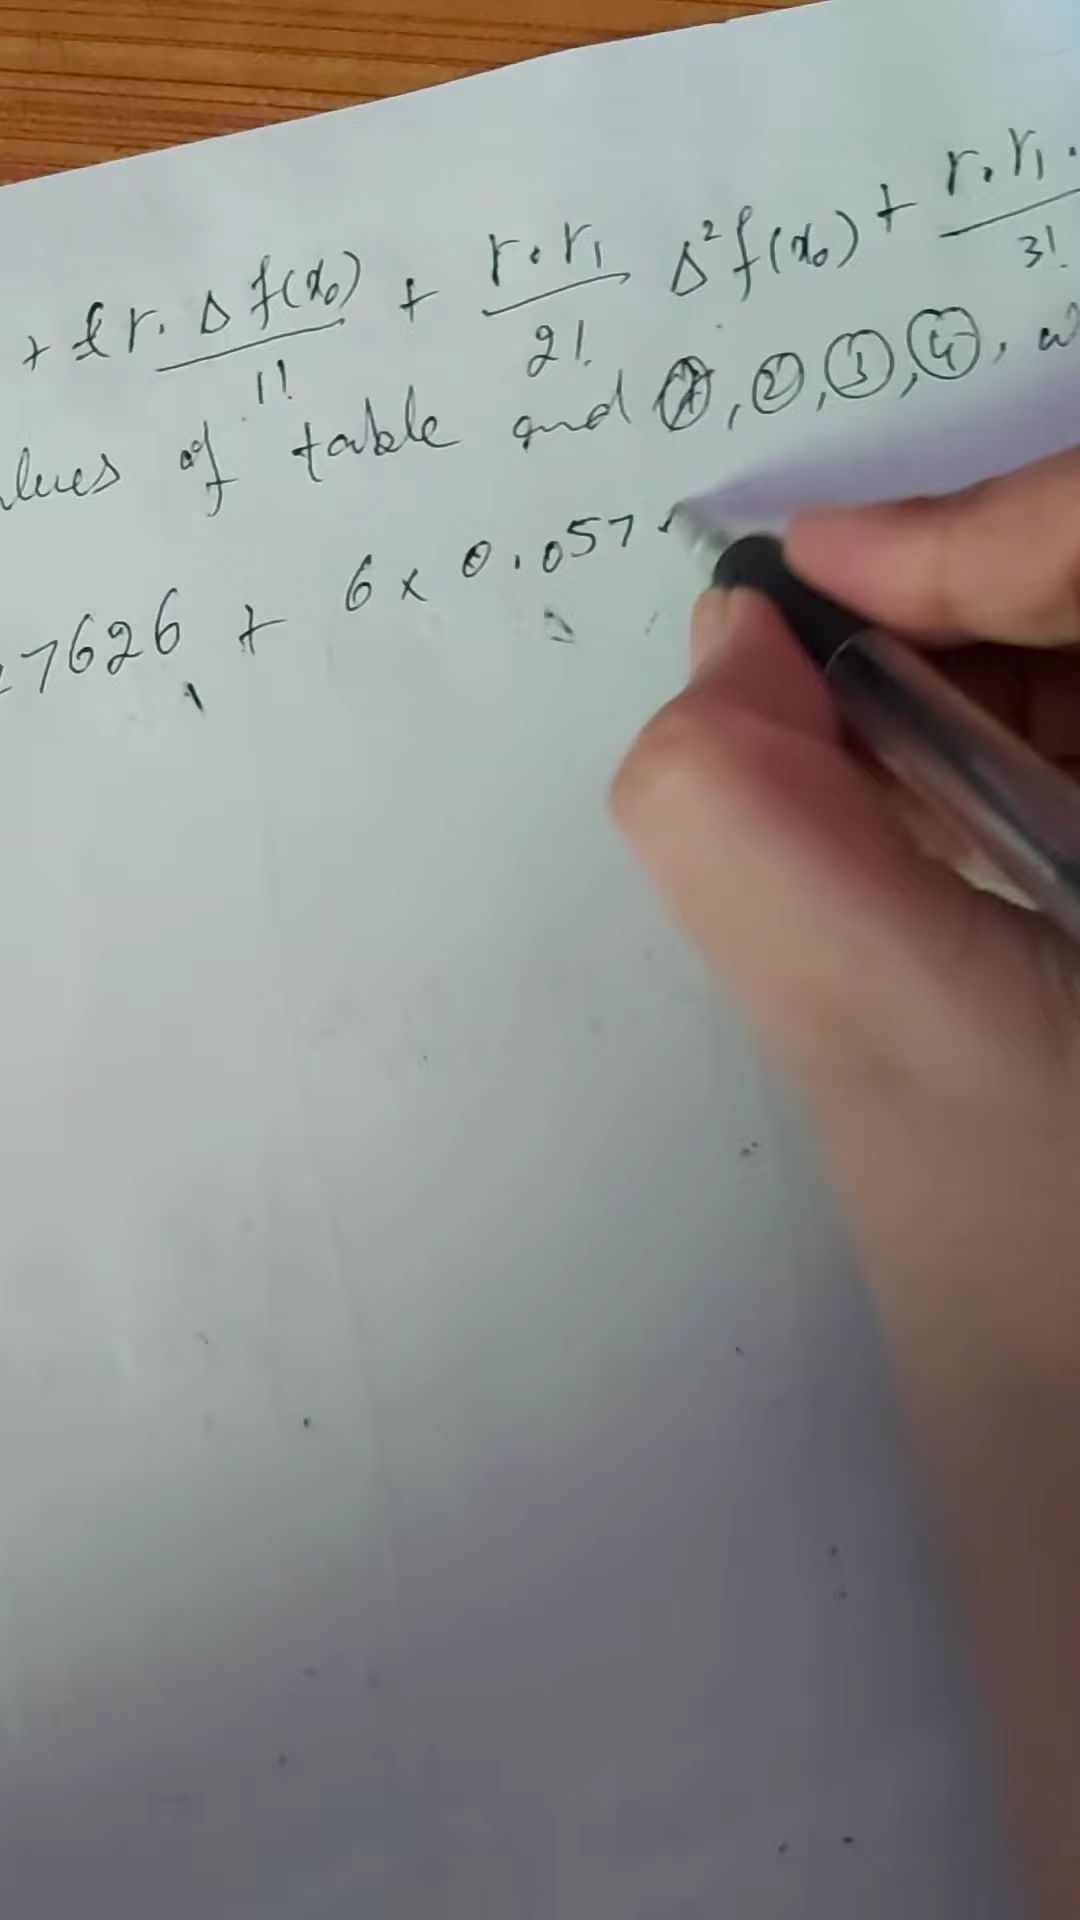 + r. Δ f(x₀) / 1! + r.r₁ / 2! Δ²f(x₀) + r.r₁. / 3!
lues of table and ①, ②, ③, ④, w
7626 + 6 x 0.057